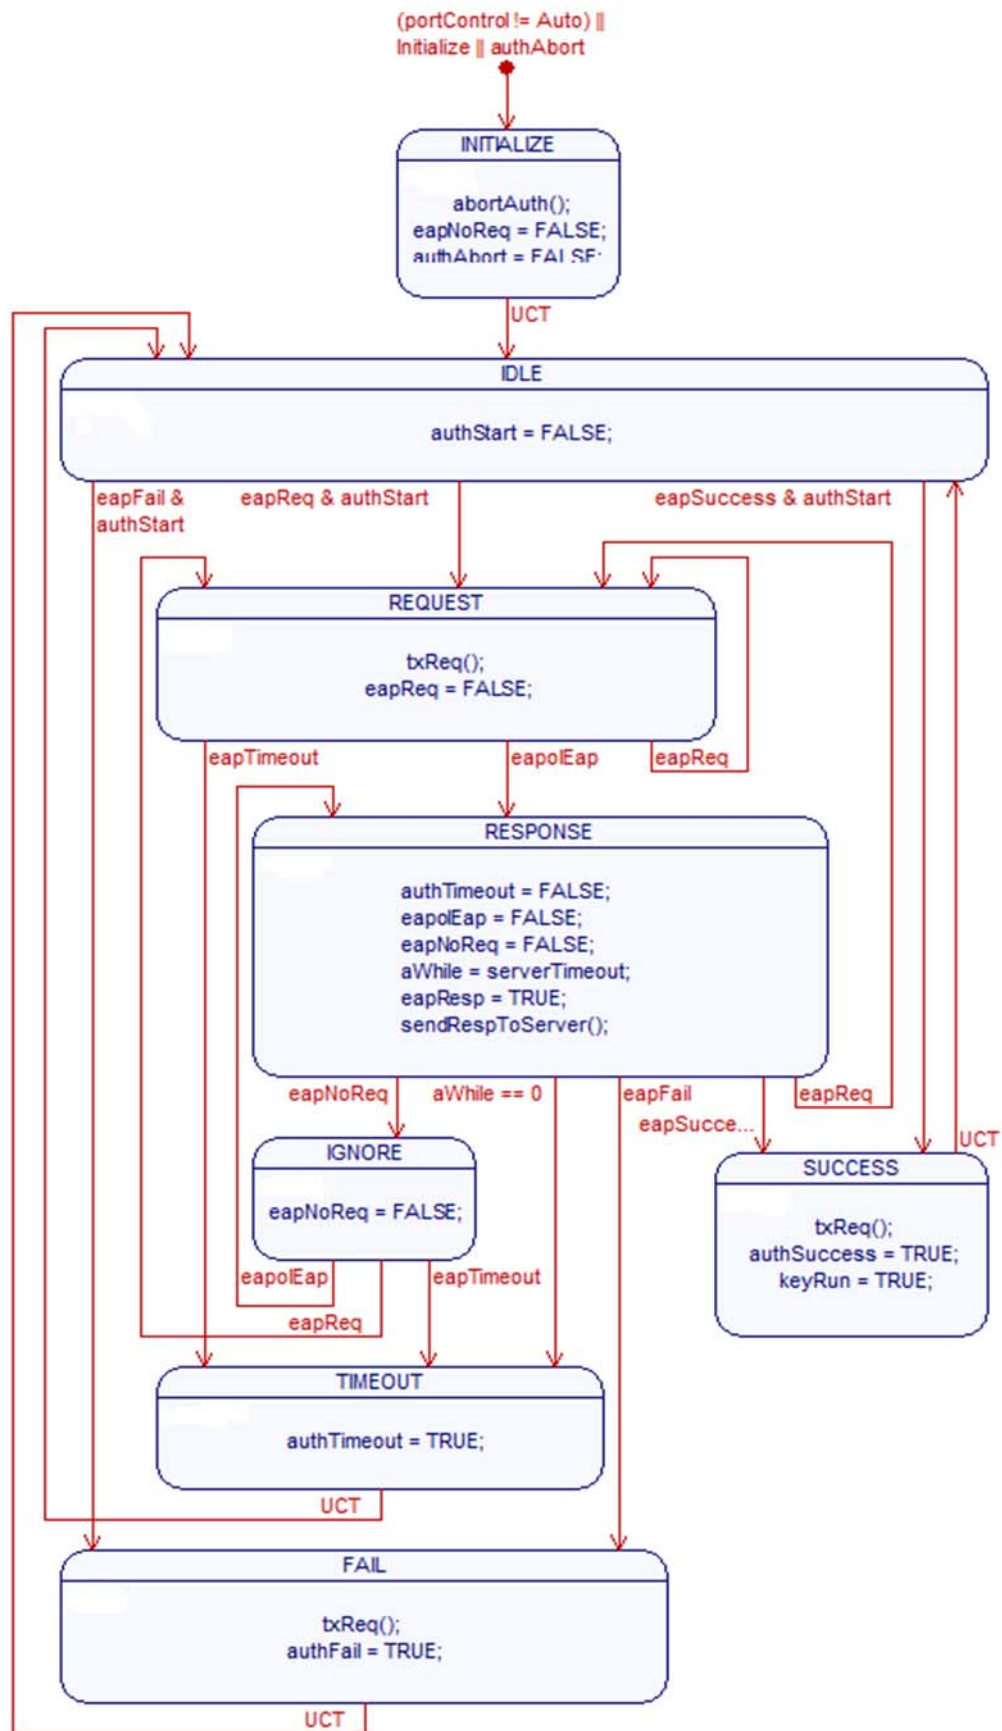 (portControl != Auto) ||
Initialize || authAbort
INITIALIZE
abortAuth();
eapNoReq = FALSE;
authAbort = FALSE;
UCT
IDLE
authStart = FALSE;
eapFail &
authStart
eapReq & authStart
eapSuccess & authStart
REQUEST
txReq();
eapReq = FALSE;
eapTimeout
eapolEap
eapReq
RESPONSE
authTimeout = FALSE;
eapolEap = FALSE;
eapNoReq = FALSE;
aWhile = serverTimeout;
eapResp = TRUE;
sendRespToServer();
eapNoReq
aWhile == 0
eapFail
eapSucce...
eapReq
UCT
IGNORE
eapNoReq = FALSE;
SUCCESS
txReq();
authSuccess = TRUE;
keyRun = TRUE;
eapolEap
eapTimeout
eapReq
TIMEOUT
authTimeout = TRUE;
UCT
FAIL
txReq();
authFail = TRUE;
UCT